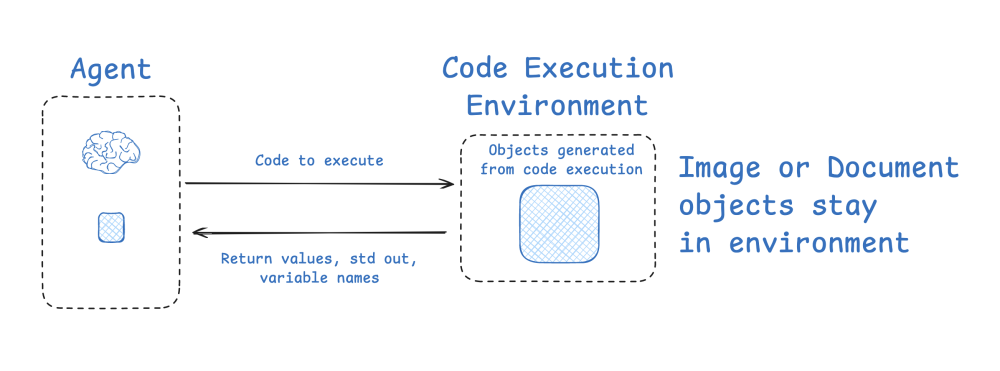 Agent
Code Execution
Environment
Code to execute
Return values, std out,
variable names
Objects generated
from code execution
Image or Document
objects stay
in environment